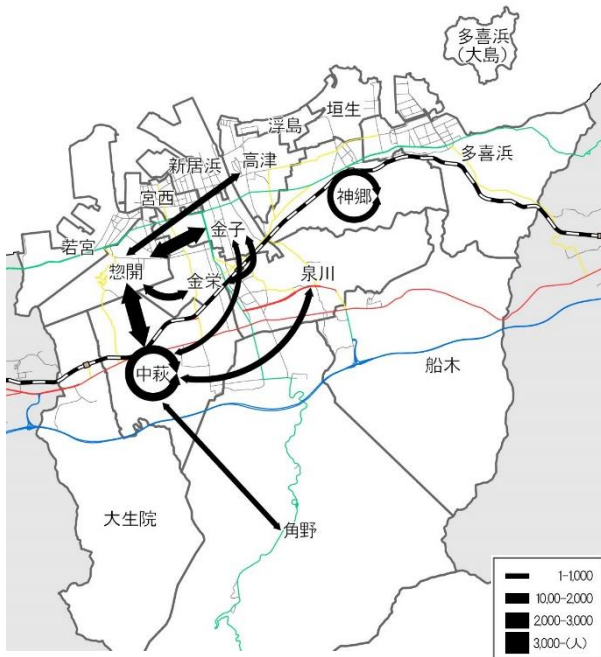 多喜浜
(大島)
垣生
浮島
多喜浜
新居浜
高津
宮西
神郷
金子
若宮
惣開
金栄
泉川
中萩
船木
大生院
角野
1-1,000
10,00-2,000
2,000-3,000
3,000-(人)